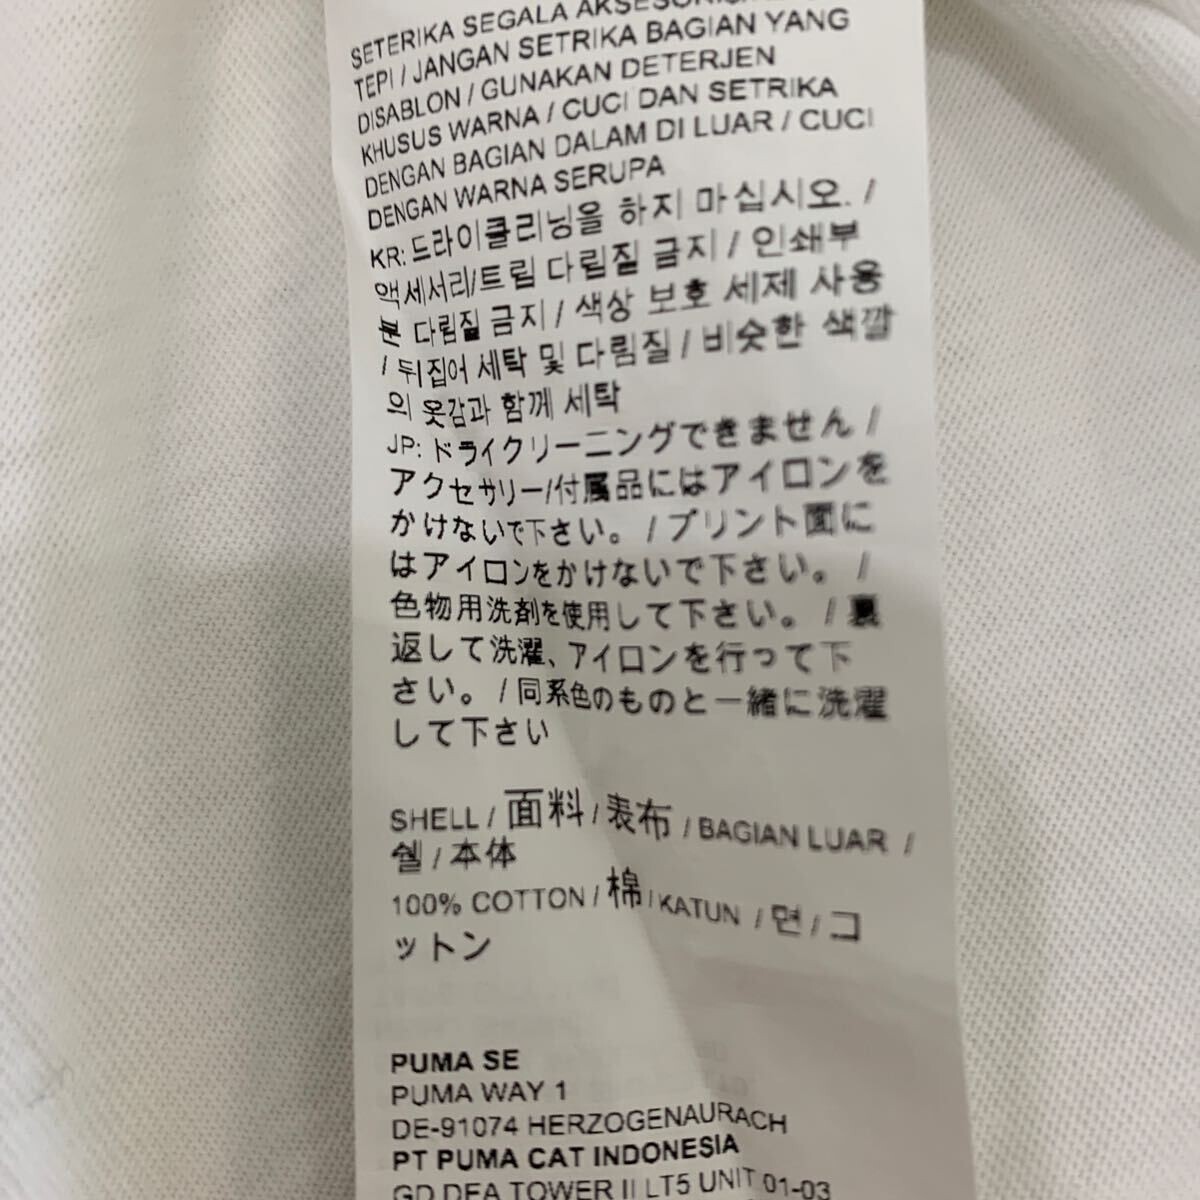 SETERIKA SEGALA
TEPI / JANGAN SETRIKA BAGIAN YANG
DISABLON / GUNAKAN DETERJEN
KHUSUS WARNA / CUCI DAN SETRIKA
DENGAN BAGIAN DALAM DI LUAR / CUCI
DENGAN WARNA SERUPA
KR: 드라이클리닝을 하지 마십시오. /
액세서리/트림 다림질 금지 / 인쇄부
분 다림질 금지 / 색상 보호 세제 사용
/ 뒤집어 세탁 및 다림질 / 비슷한 색깔
의 옷감과 함께 세탁
JP: ドライクリーニングできません /
アクセサリー/付属品にはアイロンを
かけないで下さい。 / プリント面に
はアイロンをかけないで下さい。 /
色物用洗剤を使用して下さい。 / 裏
返して洗濯、アイロンを行って下
さい。 / 同系色のものと一緒に洗濯
して下さい
SHELL / 面料 / 表布 / BAGIAN LUAR /
쉘 / 本体
100% COTTON / 棉 / KATUN / 면 / コ
ットン
PUMA SE
PUMA WAY 1
DE-91074 HERZOGENAURACH
PT PUMA CAT INDONESIA
GD DEA TOWER II LT5 UNIT 01-03